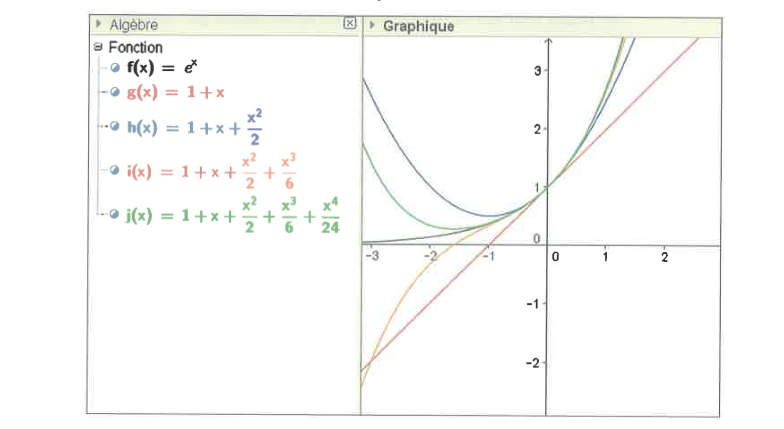 Algèbre
Graphique
Fonction
f(x) = eˣ
g(x) = 1 + x
h(x) = 1 + x + x²/2
i(x) = 1 + x + x²/2 + x³/6
j(x) = 1 + x + x²/2 + x³/6 + x⁴/24
3
2
1
0
-3 -2 -1 0 1 2
-1
-2